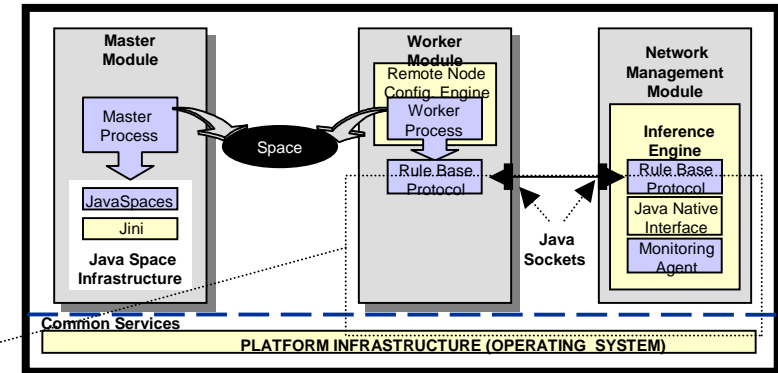 Master
Module
Master
Process
JavaSpaces
Jini
Java Space
Infrastructure
Space
Worker
Module
Remote Node
Config. Engine
Worker
Process
Rule Base
Protocol
Java
Sockets
Network
Management
Module
Inference
Engine
Rule Base
Protocol
Java Native
Interface
Monitoring
Agent
Common Services
PLATFORM INFRASTRUCTURE (OPERATING SYSTEM)